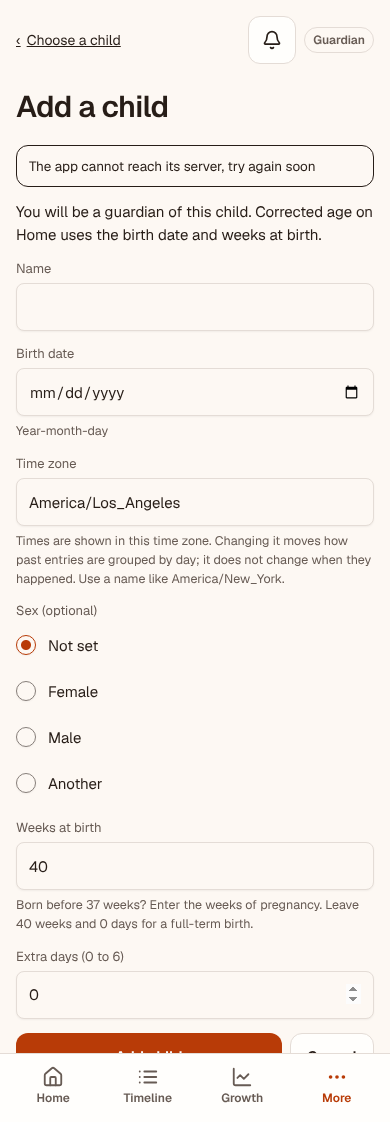 ‹ Choose a child
Guardian
Add a child
The app cannot reach its server, try again soon
You will be a guardian of this child. Corrected age on
Home uses the birth date and weeks at birth.
Name
Birth date
mm/dd/yyyy
Year-month-day
Time zone
America/Los_Angeles
Times are shown in this time zone. Changing it moves how
past entries are grouped by day; it does not change when they
happened. Use a name like America/New_York.
Sex (optional)
Not set
Female
Male
Another
Weeks at birth
40
Born before 37 weeks? Enter the weeks of pregnancy. Leave
40 weeks and 0 days for a full-term birth.
Extra days (0 to 6)
0
Home
Timeline
Growth
More